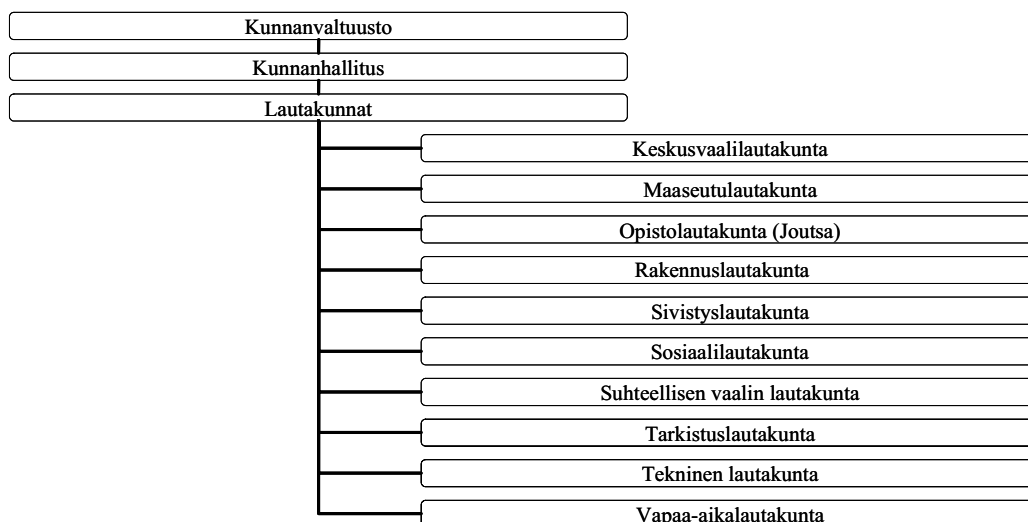 Kunnanvaltuusto
Kunnanhallitus
Lautakunnat
Keskusvaalilautakunta
Maaseutulautakunta
Opistolautakunta (Joutsa)
Rakennuslautakunta
Sivistyslautakunta
Sosiaalilautakunta
Suhteellisen vaalin lautakunta
Tarkistuslautakunta
Tekninen lautakunta
Vapaa-aikalautakunta